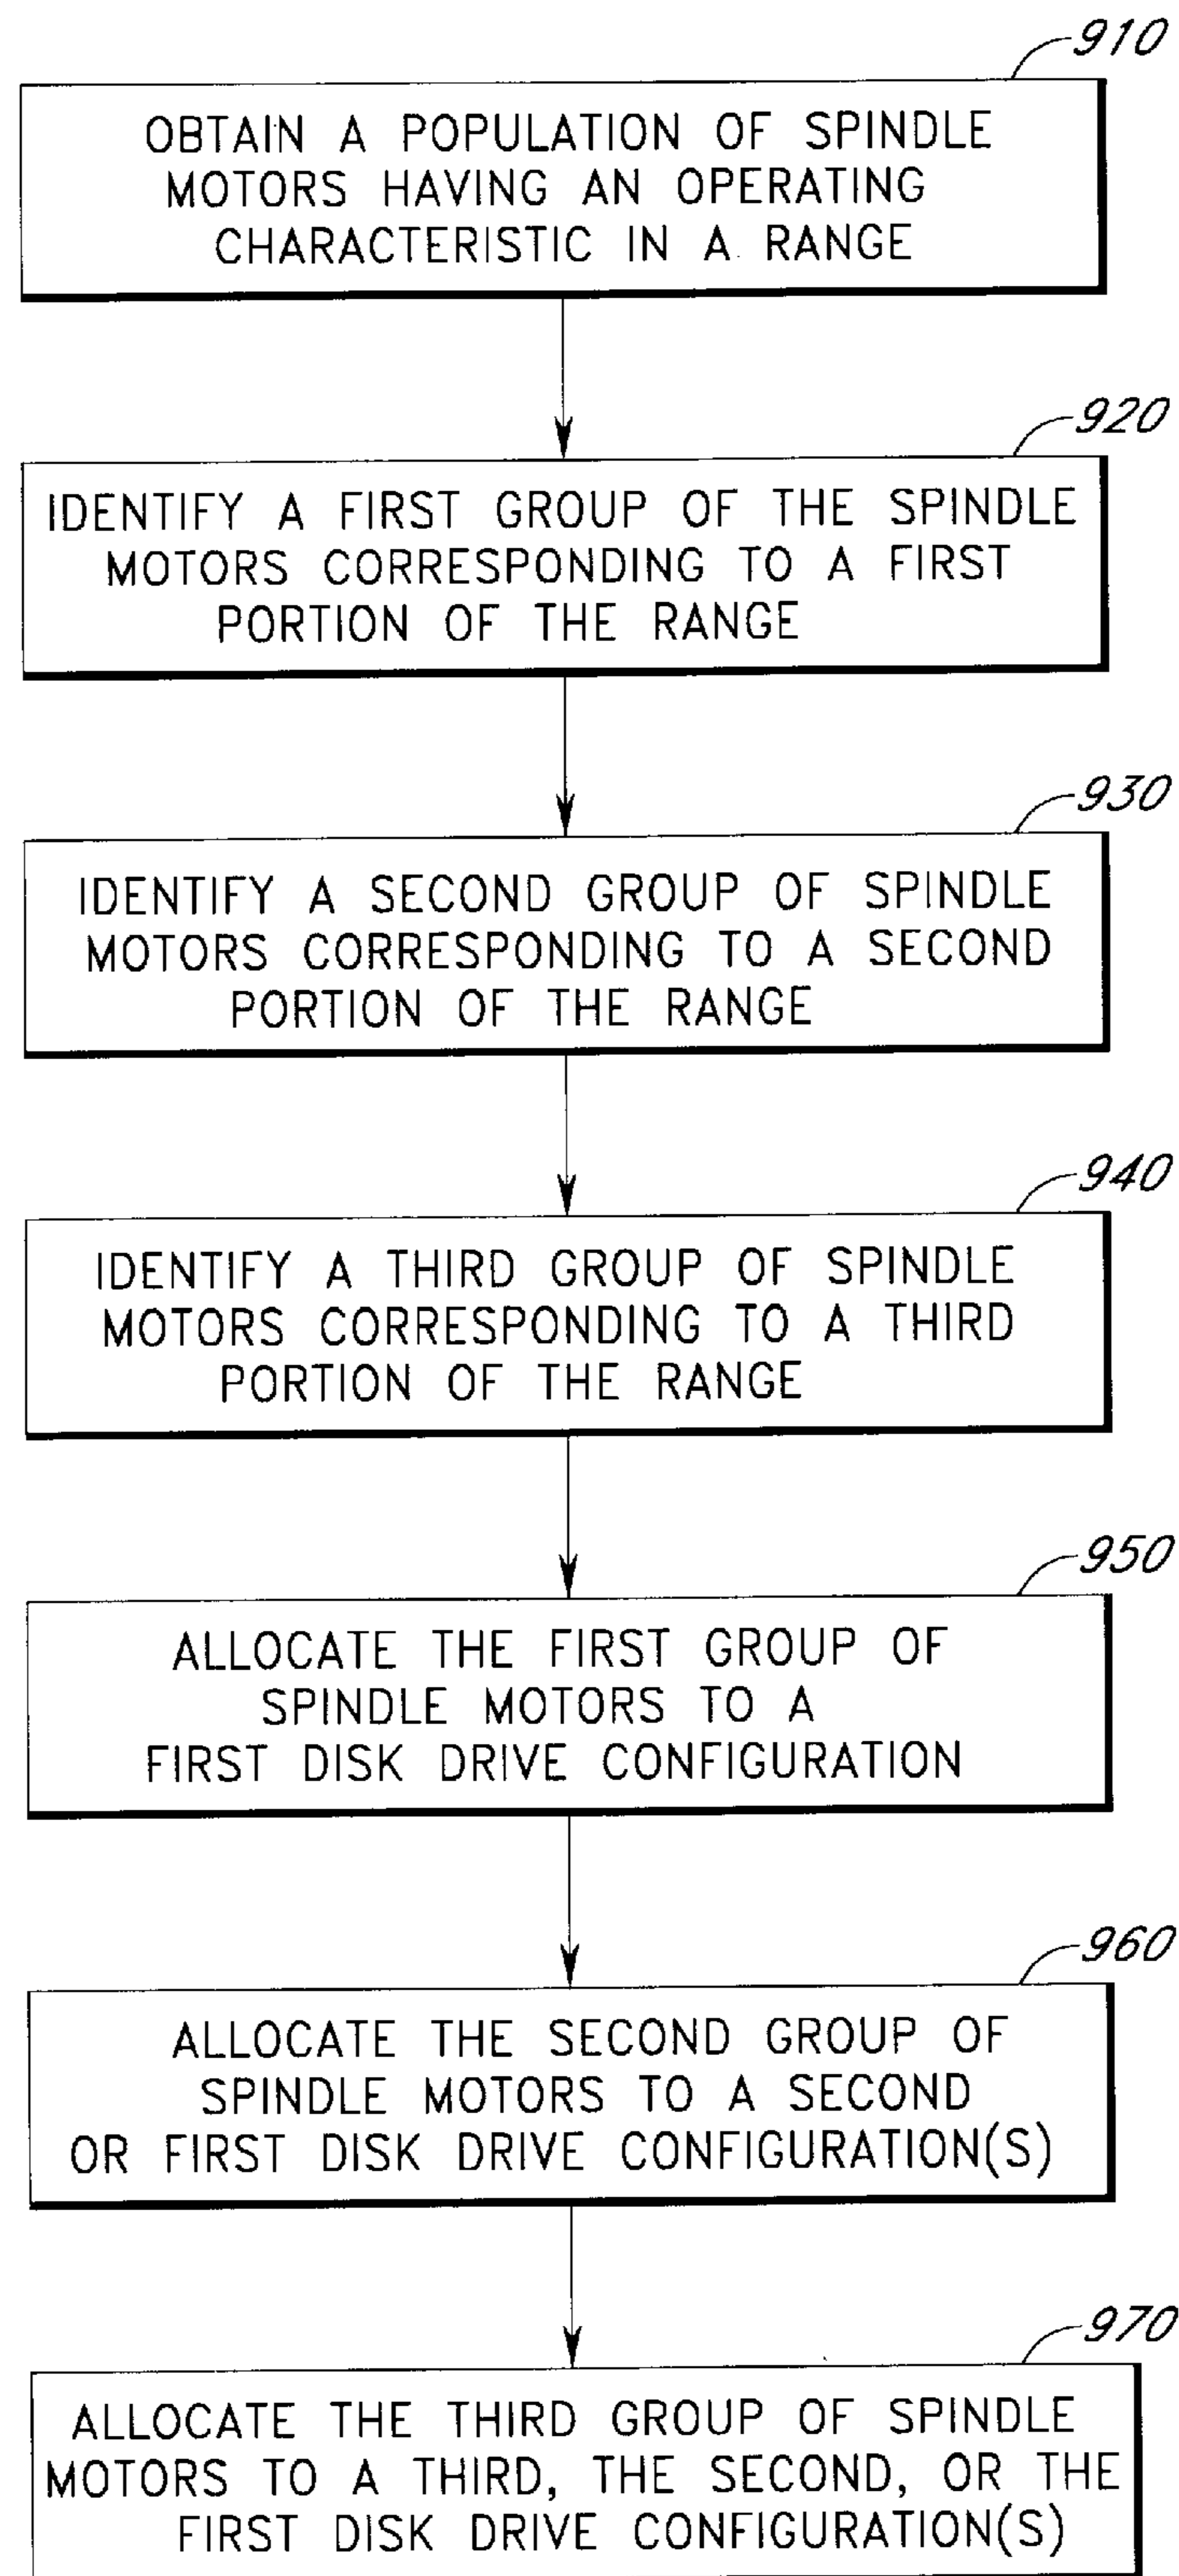 910
OBTAIN A POPULATION OF SPINDLE
MOTORS HAVING AN OPERATING
CHARACTERISTIC IN A RANGE
920
IDENTIFY A FIRST GROUP OF THE SPINDLE
MOTORS CORRESPONDING TO A FIRST
PORTION OF THE RANGE
930
IDENTIFY A SECOND GROUP OF SPINDLE
MOTORS CORRESPONDING TO A SECOND
PORTION OF THE RANGE
940
IDENTIFY A THIRD GROUP OF SPINDLE
MOTORS CORRESPONDING TO A THIRD
PORTION OF THE RANGE
950
ALLOCATE THE FIRST GROUP OF
SPINDLE MOTORS TO A
FIRST DISK DRIVE CONFIGURATION
960
ALLOCATE THE SECOND GROUP OF
SPINDLE MOTORS TO A SECOND
OR FIRST DISK DRIVE CONFIGURATION(S)
970
ALLOCATE THE THIRD GROUP OF SPINDLE
MOTORS TO A THIRD, THE SECOND, OR THE
FIRST DISK DRIVE CONFIGURATION(S)